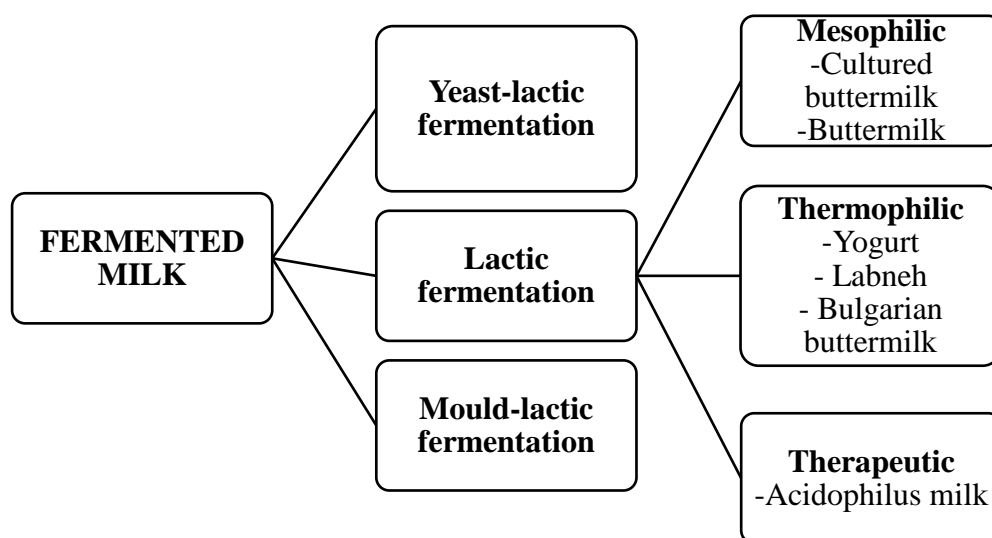 FERMENTED
MILK
Yeast-lactic
fermentation
Lactic
fermentation
Mould-lactic
fermentation
Mesophilic
-Cultured
buttermilk
-Buttermilk
Thermophilic
-Yogurt
- Labneh
- Bulgarian
buttermilk
Therapeutic
-Acidophilus milk